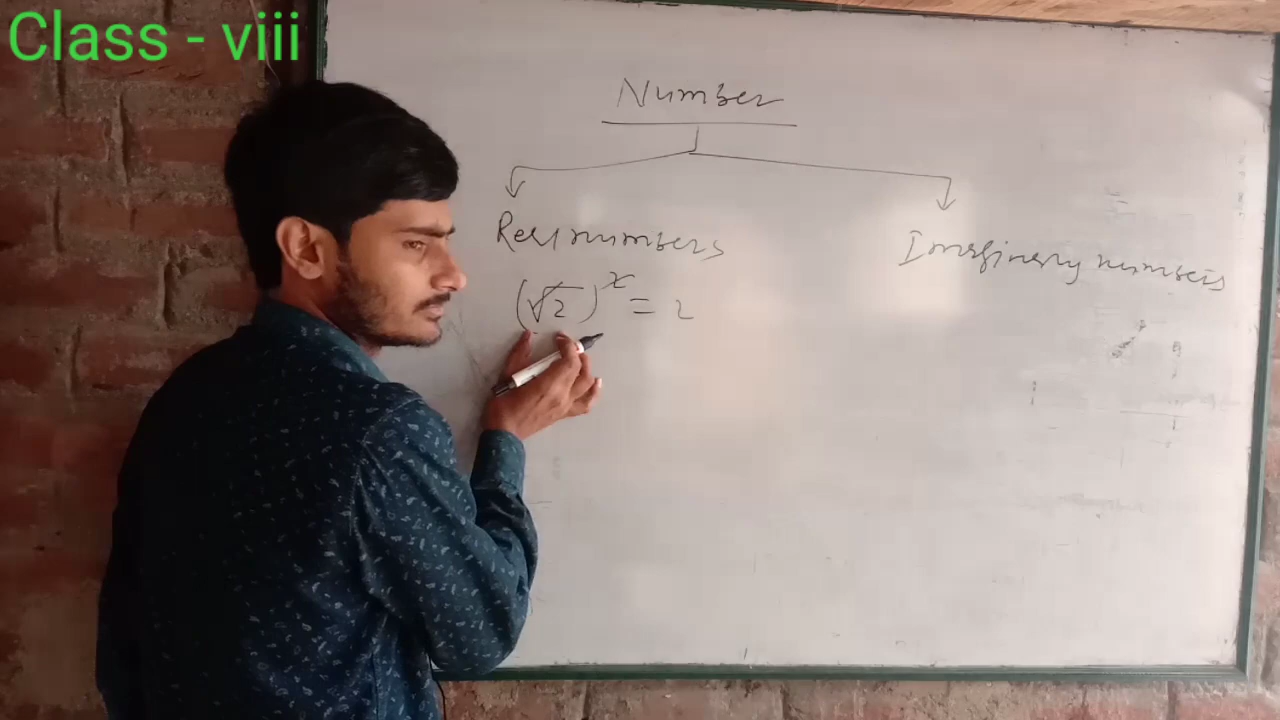 Class - viii
Number
Real numbers
Imaginary numbers
(√2)^x = 2